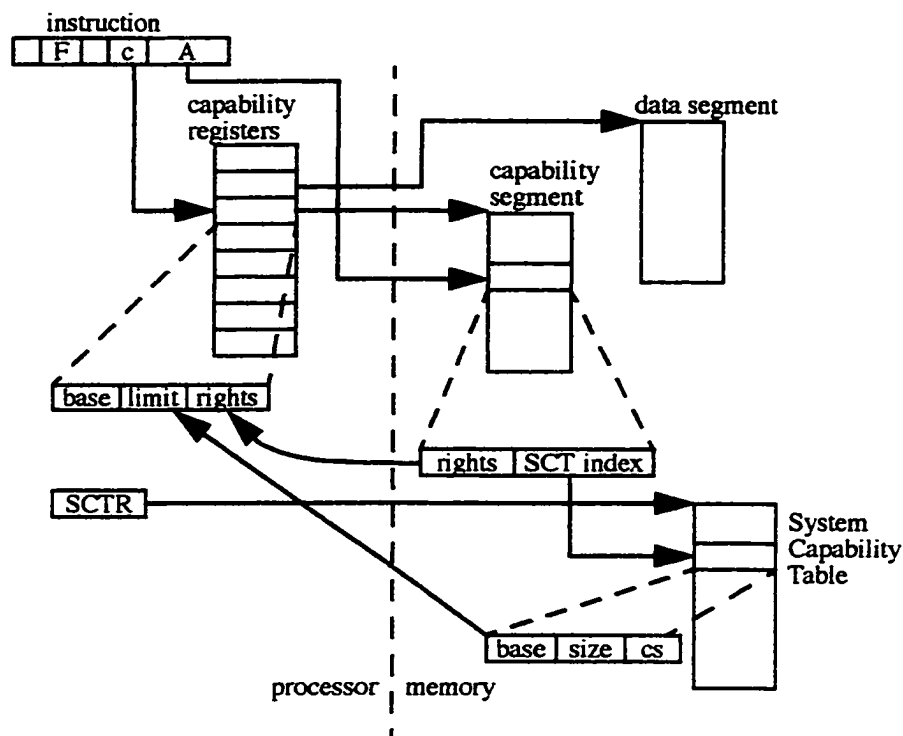 instruction
F c A
capability
registers
data segment
capability
segment
base limit rights
rights SCT index
SCTR
System
Capability
Table
base size cs
processor memory